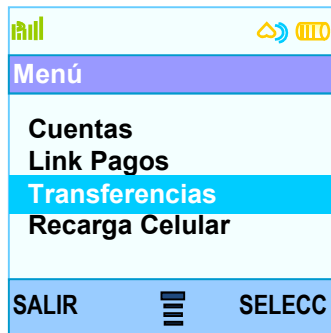 Menú
Cuentas
Link Pagos
Transferencias
Recarga Celular
SALIR SELECC